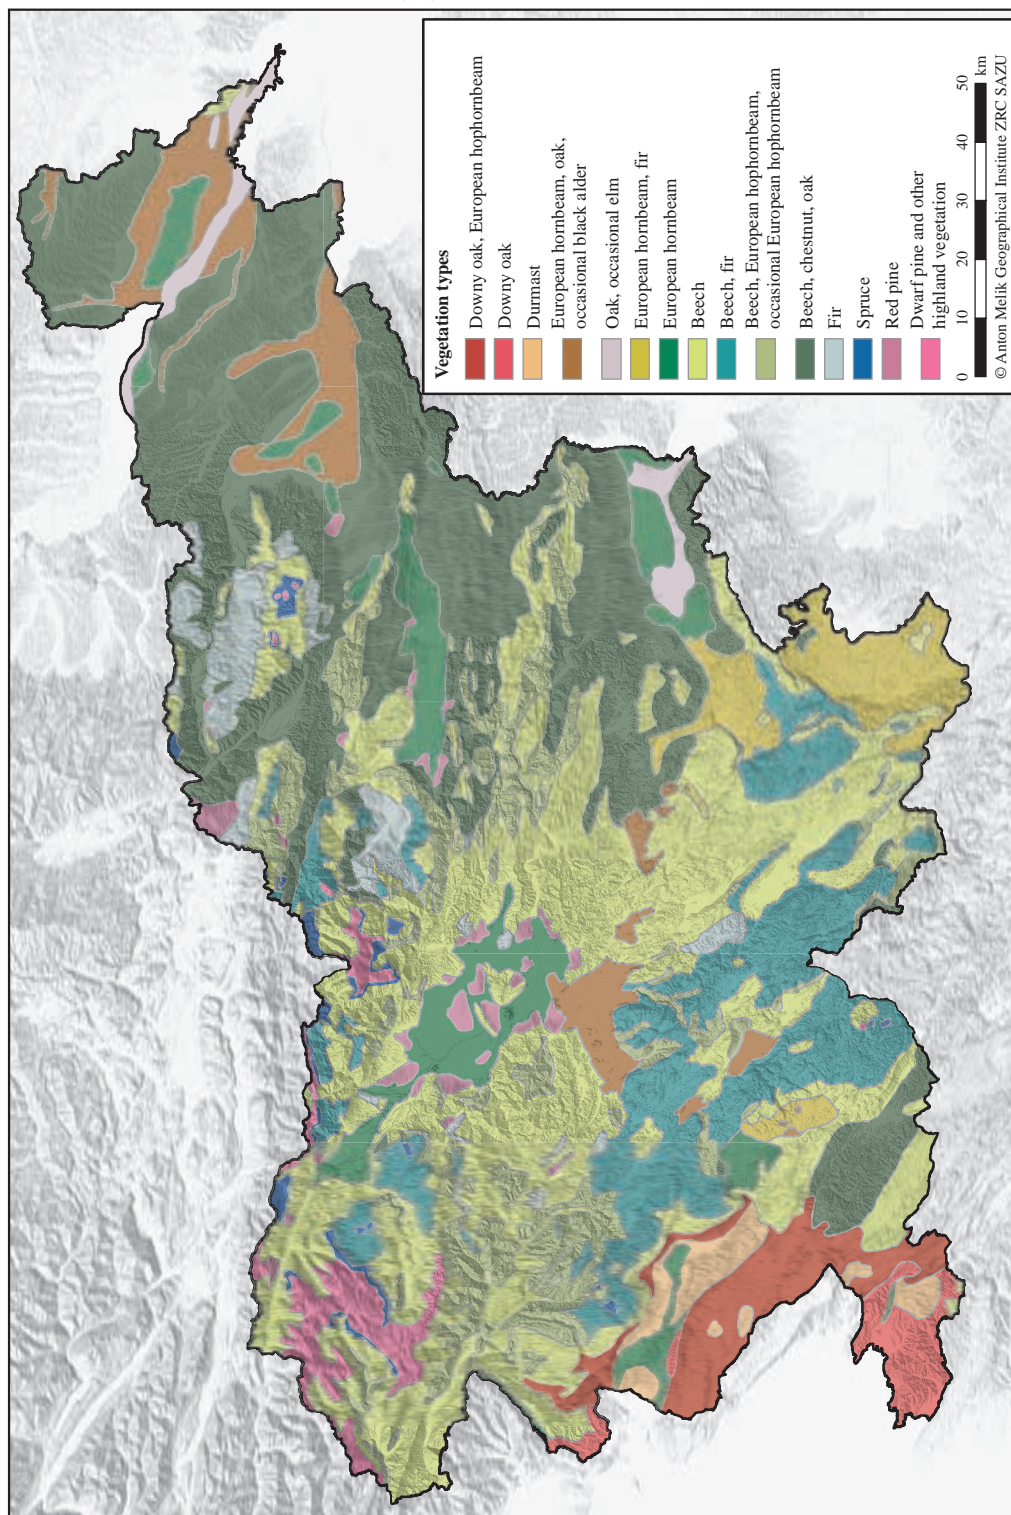 Vegetation types
Downy oak, European hophornbeam
Downy oak
Durmast
European hornbeam, oak,
occasional black alder
Oak, occasional elm
European hornbeam, fir
European hornbeam
Beech
Beech, fir
Beech, European hophornbeam,
occasional European hophornbeam
Beech, chestnut, oak
Fir
Spruce
Red pine
Dwarf pine and other
highland vegetation
0 10 20 30 40 50
km
© Anton Melik Geographical Institute ZRC SAZU